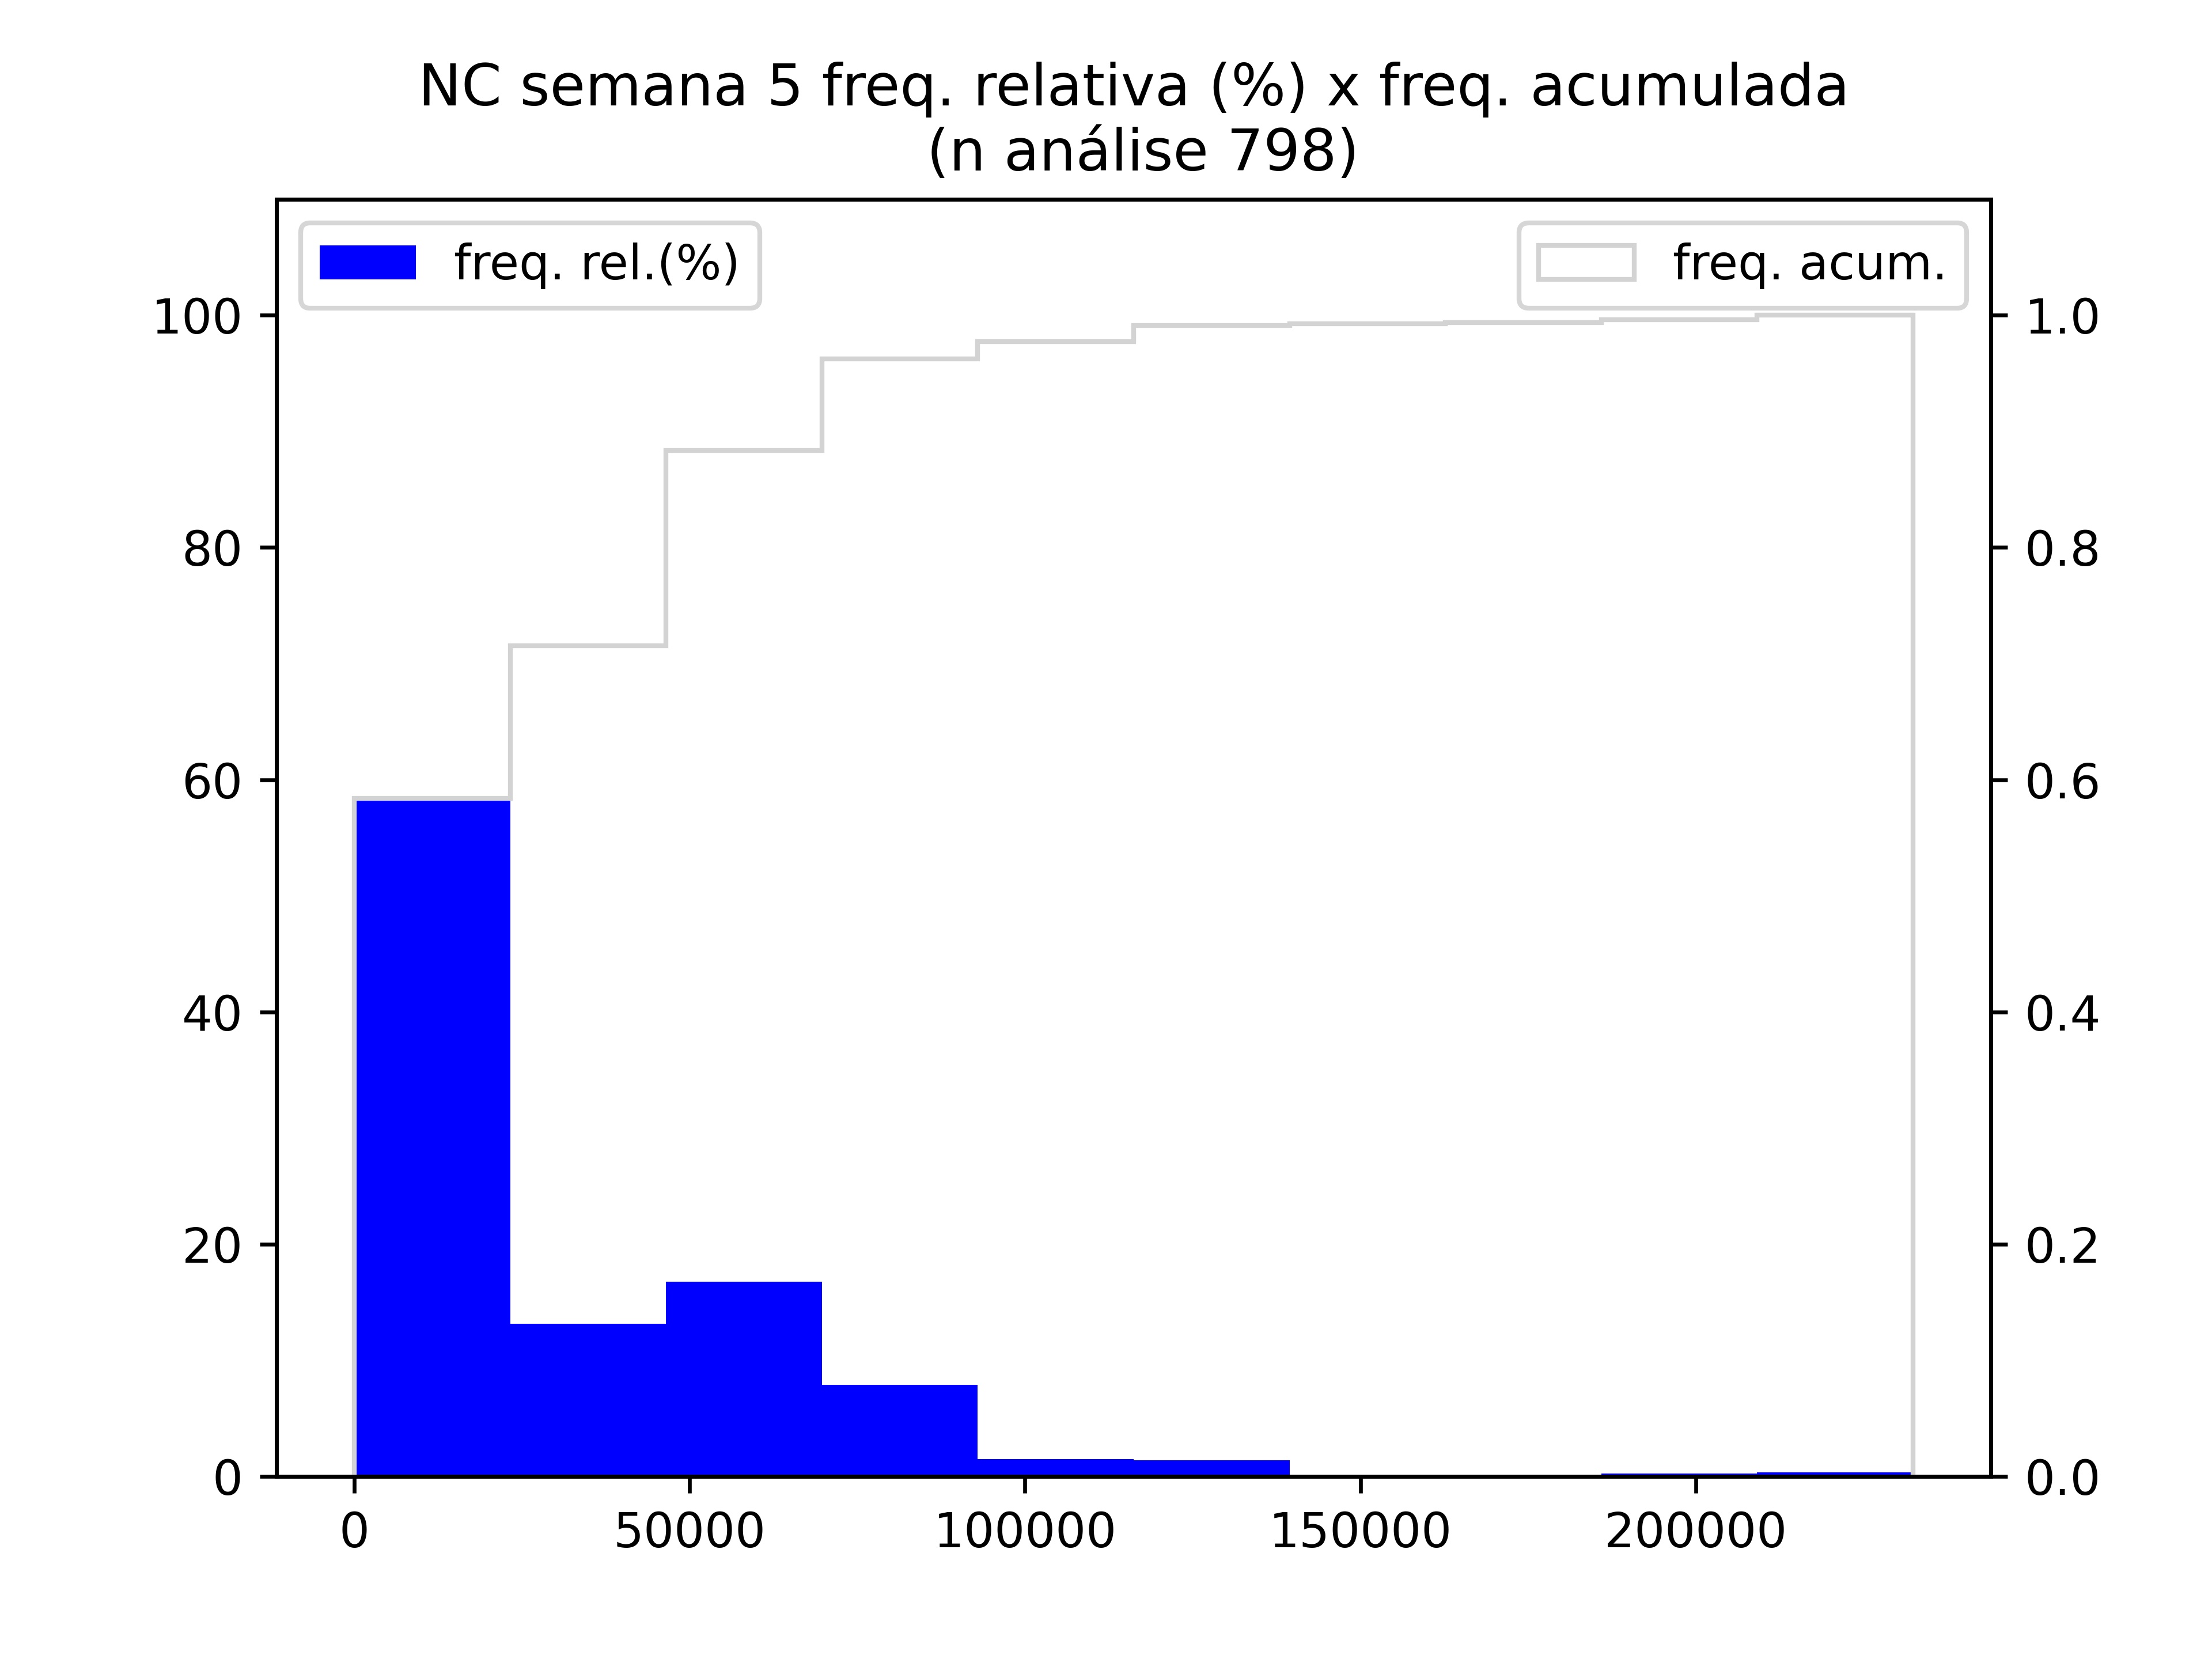 NC semana 5 freq. relativa (%) x freq. acumulada
(n análise 798)
freq. rel.(%)
freq. acum.
100
80
60
40
20
0
1.0
0.8
0.6
0.4
0.2
0.0
0 50000 100000 150000 200000